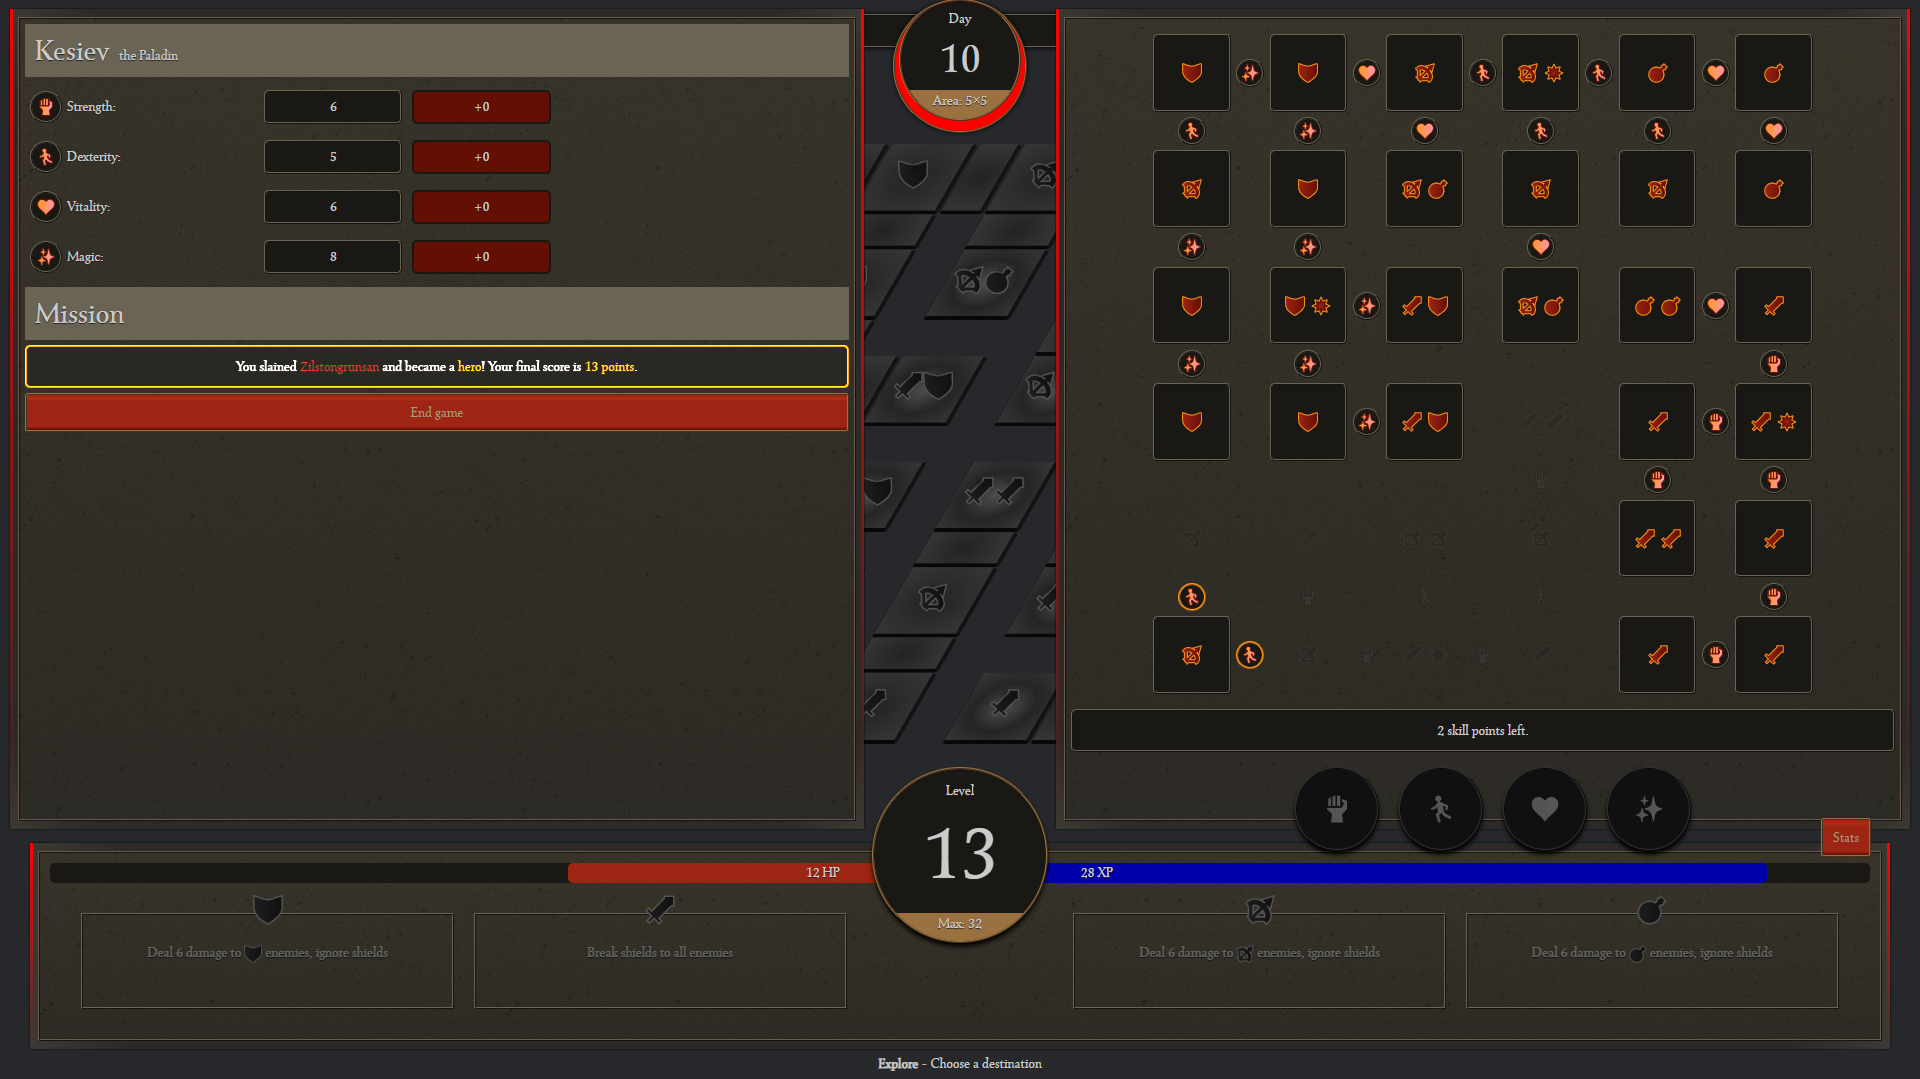 Kesiev the Paladin
Strength: 6 +0
Dexterity: 5 +0
Vitality: 6 +0
Magic: 8 +0
Mission
You slained Zilstongrunsan and became a hero! Your final score is 13 points.
End game
Day
10
Area: 5×5
2 skill points left.
Stats
Level
13
Max: 32
12 HP
28 XP
Deal 6 damage to enemies, ignore shields
Break shields to all enemies
Deal 6 damage to enemies, ignore shields
Deal 6 damage to enemies, ignore shields
Explore - Choose a destination